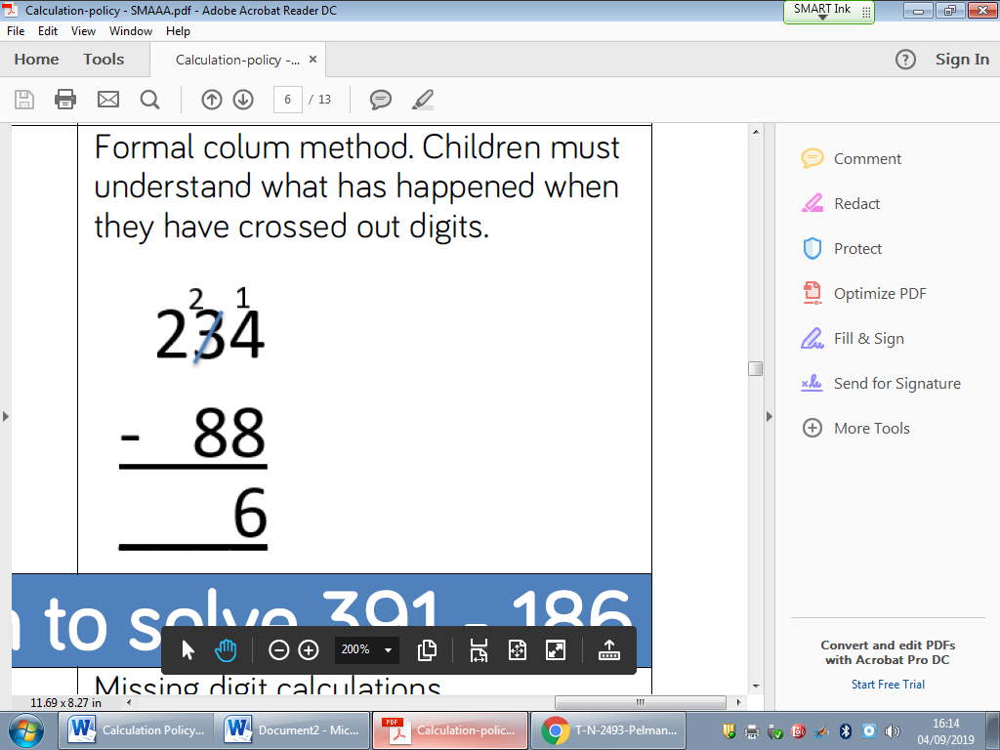 Calculation-policy - SMAAA.pdf - Adobe Acrobat Reader DC
SMART Ink
File Edit View Window Help
Home Tools Calculation-policy -... × Sign In
6 / 13
Formal colum method. Children must
understand what has happened when
they have crossed out digits.
2 1
234
- 88
6
to solve 391 - 186
Missing digit calculations
200%
11.69 x 8.27 in
Comment
Redact
Protect
Optimize PDF
Fill & Sign
Send for Signature
More Tools
Convert and edit PDFs
with Acrobat Pro DC
Start Free Trial
Calculation Policy... Document2 - Mic... Calculation-polic... T-N-2493-Pelman...
16:14
04/09/2019